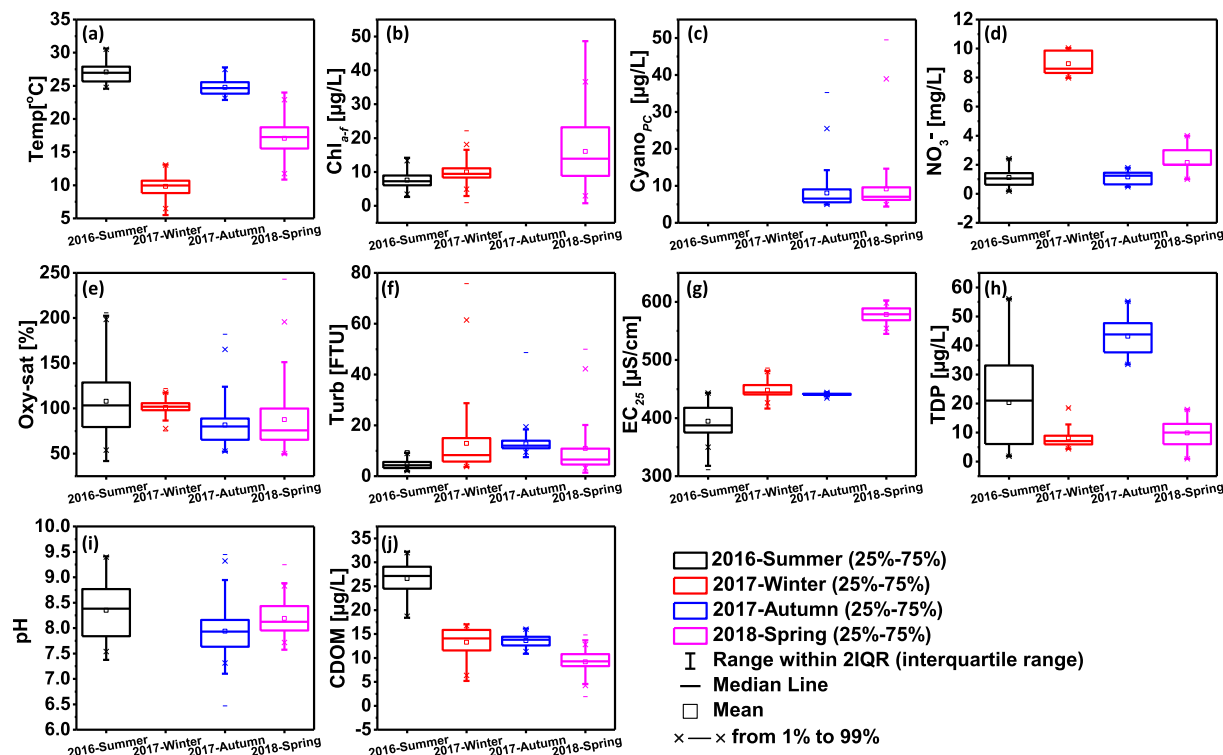 (a)
Temp[°C]
35
30
25
20
15
10
5
2016-Summer 2017-Winter 2017-Autumn 2018-Spring
(b)
Chl a-f [µg/L]
50
40
30
20
10
0
2016-Summer 2017-Winter 2017-Autumn 2018-Spring
(c)
Cyano PC [µg/L]
50
40
30
20
10
0
2016-Summer 2017-Winter 2017-Autumn 2018-Spring
(d)
NO3⁻ [mg/L]
12
10
8
6
4
2
0
-2
2016-Summer 2017-Winter 2017-Autumn 2018-Spring
(e)
Oxy-sat [%]
250
200
150
100
50
2016-Summer 2017-Winter 2017-Autumn 2018-Spring
(f)
Turb [FTU]
80
60
40
20
0
2016-Summer 2017-Winter 2017-Autumn 2018-Spring
(g)
EC25 [µS/cm]
600
500
400
300
2016-Summer 2017-Winter 2017-Autumn 2018-Spring
(h)
TDP [µg/L]
60
50
40
30
20
10
0
2016-Summer 2017-Winter 2017-Autumn 2018-Spring
(i)
pH
10.0
9.5
9.0
8.5
8.0
7.5
7.0
6.5
6.0
2016-Summer 2017-Winter 2017-Autumn 2018-Spring
(j)
CDOM [µg/L]
35
30
25
20
15
10
5
0
-5
2016-Summer 2017-Winter 2017-Autumn 2018-Spring
2016-Summer (25%-75%)
2017-Winter (25%-75%)
2017-Autumn (25%-75%)
2018-Spring (25%-75%)
Range within 2IQR (interquartile range)
Median Line
Mean
×—× from 1% to 99%